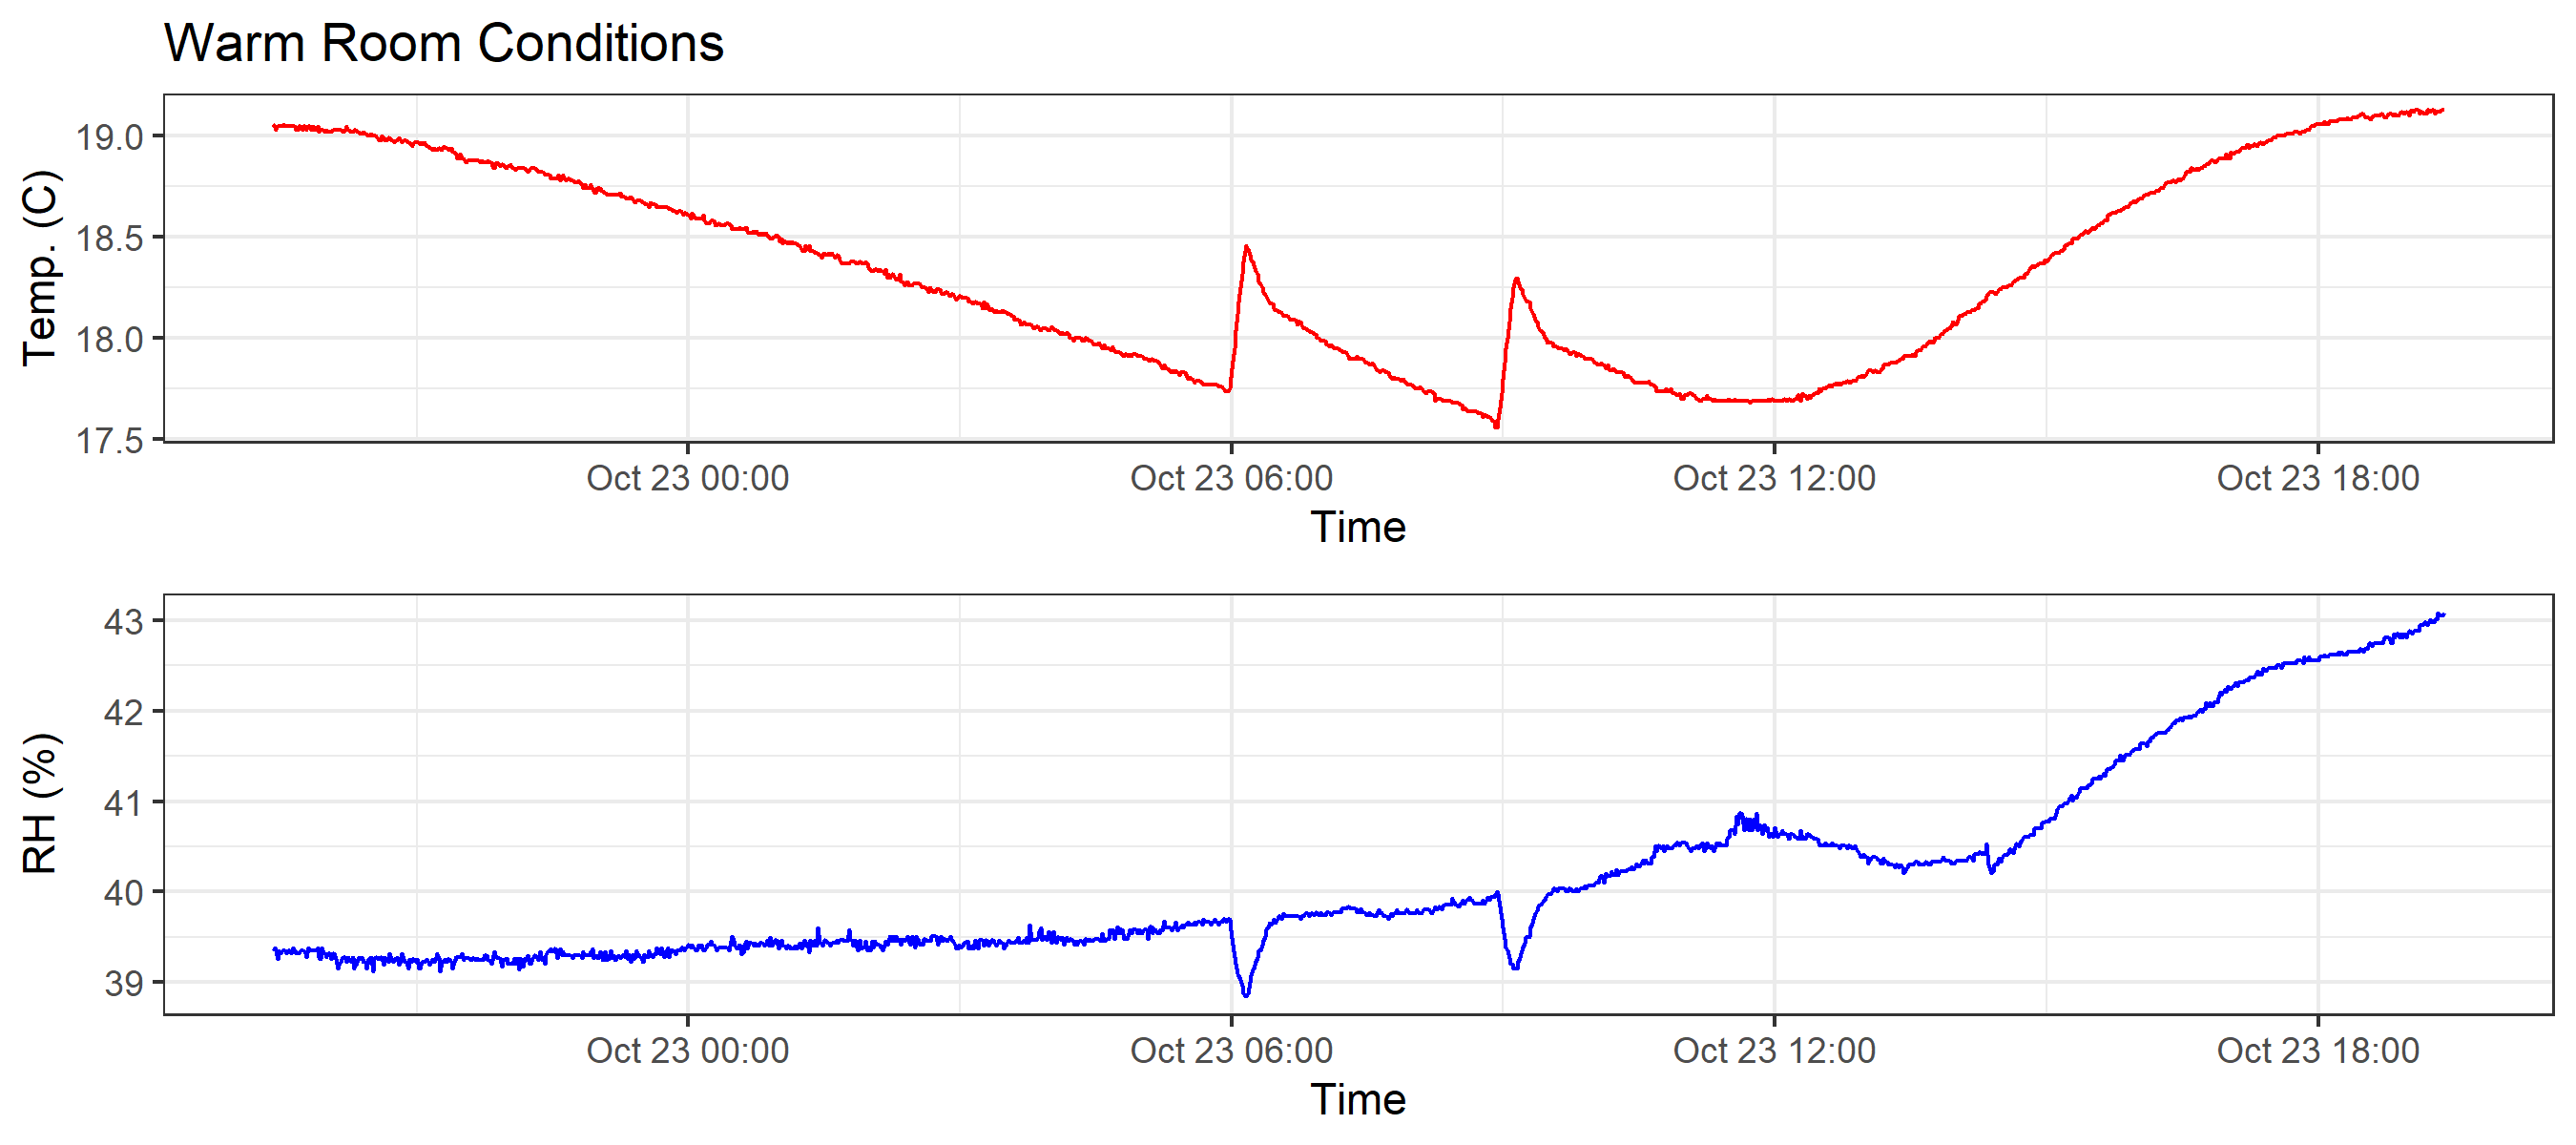 Warm Room Conditions
Temp. (C)
19.0
18.5
18.0
17.5
Oct 23 00:00 Oct 23 06:00 Oct 23 12:00 Oct 23 18:00
Time
RH (%)
43
42
41
40
39
Oct 23 00:00 Oct 23 06:00 Oct 23 12:00 Oct 23 18:00
Time